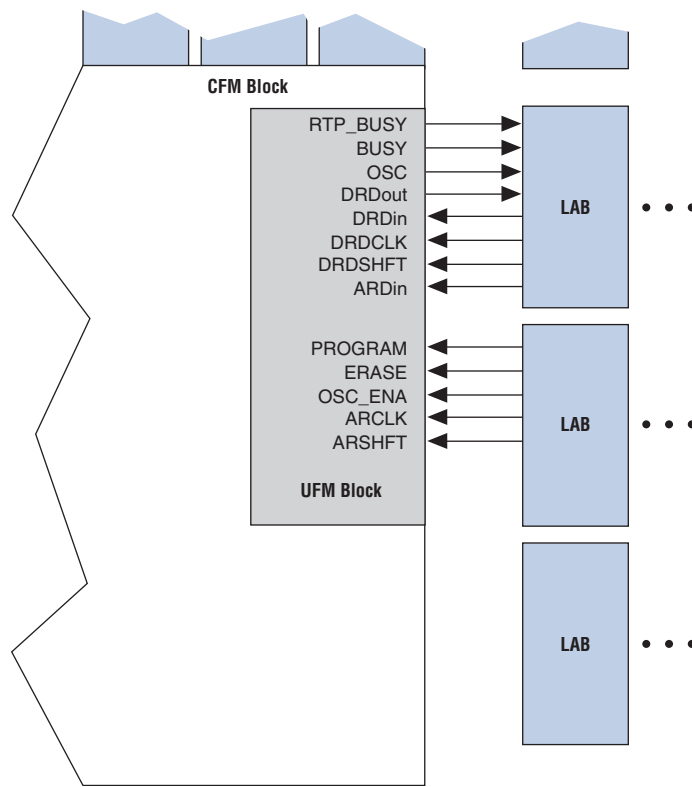 CFM Block
RTP_BUSY
BUSY
OSC
DRDout
DRDin
DRDCLK
DRDSHFT
ARDin
LAB
PROGRAM
ERASE
OSC_ENA
ARCLK
ARSHFT
LAB
UFM Block
LAB